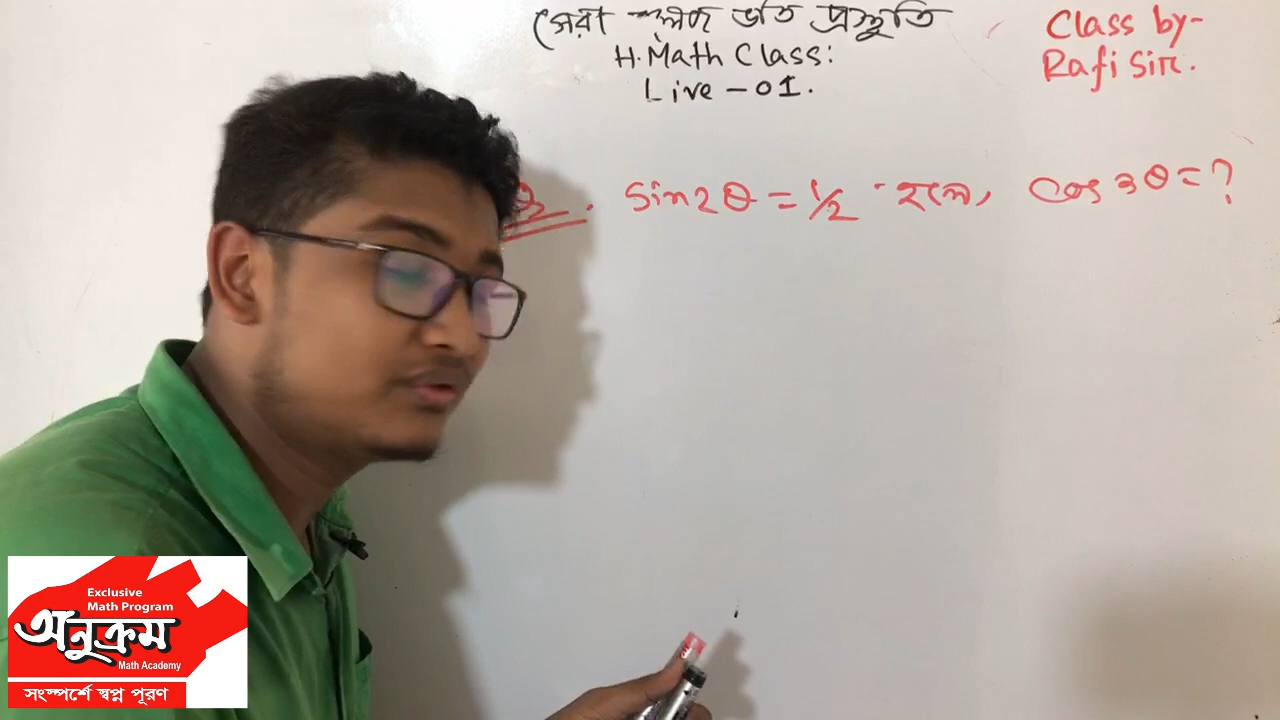 সেরা কলেজ ভর্তি প্রস্তুতি
H.Math Class:
Live-01.
Class by-
Rafi Sir.
sin2θ = 1/2 হলে, cos3θ = ?
Exclusive
Math Program
অনুক্রম
Math Academy
সংস্পর্শে স্বপ্ন পূরণ